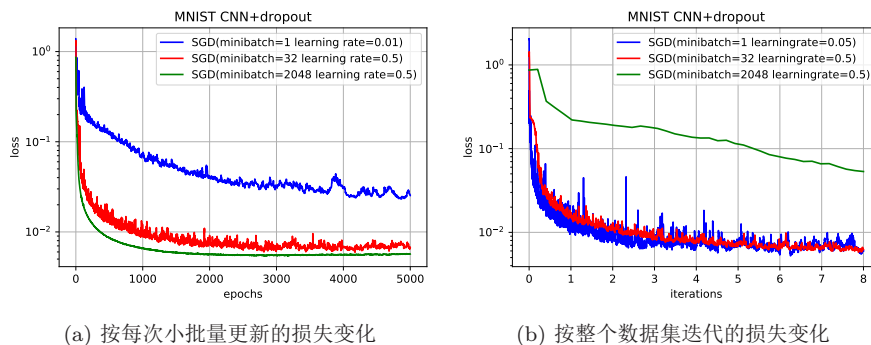 MNIST CNN+dropout
SGD(minibatch=1 learning rate=0.01)
SGD(minibatch=32 learning rate=0.5)
SGD(minibatch=2048 learning rate=0.5)
10⁰
10⁻¹
10⁻²
loss
0 1000 2000 3000 4000 5000
epochs
(a) 按每次小批量更新的损失变化
MNIST CNN+dropout
SGD(minibatch=1 learningrate=0.05)
SGD(minibatch=32 learningrate=0.5)
SGD(minibatch=2048 learningrate=0.5)
10⁰
10⁻¹
10⁻²
loss
0 0 1 2 3 4 5 6 7 8
iterations
(b) 按整个数据集迭代的损失变化